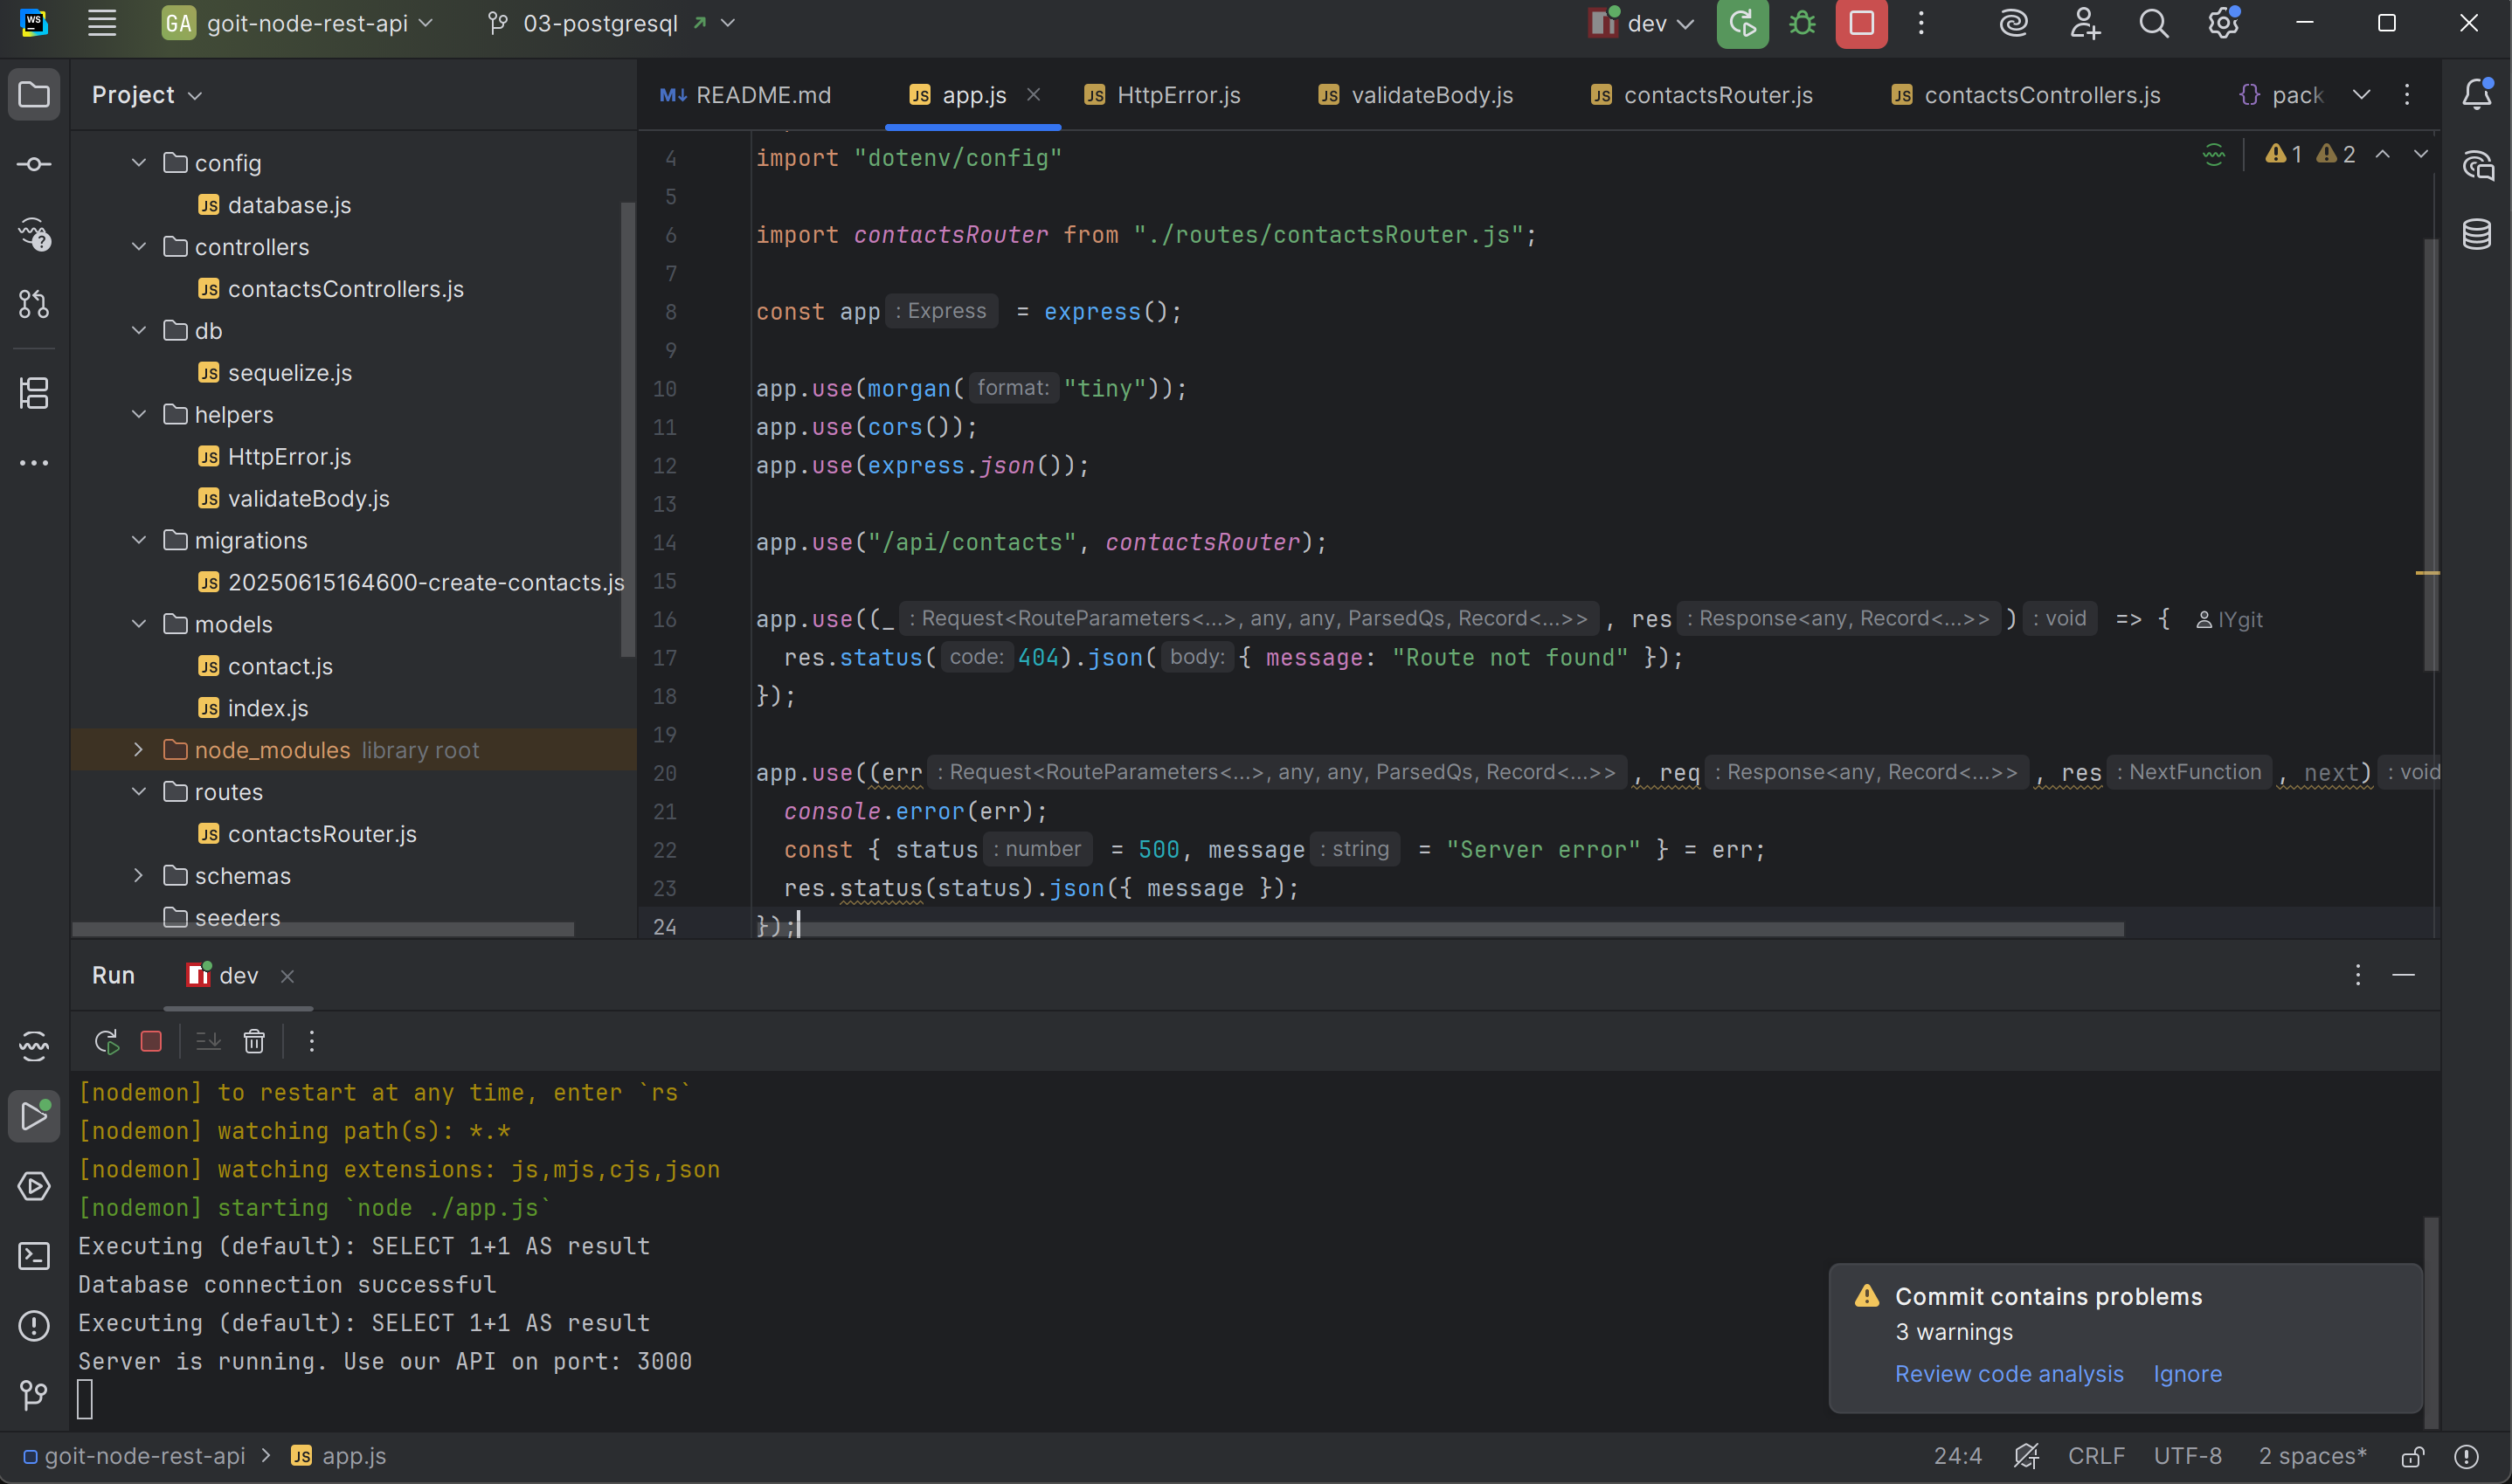 WS
GA goit-node-rest-api 03-postgresql dev
Project
README.md app.js HttpError.js validateBody.js contactsRouter.js contactsControllers.js pack
config
database.js
controllers
contactsControllers.js
db
sequelize.js
helpers
HttpError.js
validateBody.js
migrations
20250615164600-create-contacts.js
models
contact.js
index.js
node_modules library root
routes
contactsRouter.js
schemas
seeders
1 2
4 import "dotenv/config"
5
6 import contactsRouter from "./routes/contactsRouter.js";
7
8 const app : Express = express();
9
10 app.use(morgan( format: "tiny"));
11 app.use(cors());
12 app.use(express.json());
13
14 app.use("/api/contacts", contactsRouter);
15
16 app.use((_ : Request<RouteParameters<...>, any, any, ParsedQs, Record<...>> , res : Response<any, Record<...>> ) : void => { IYgit
17 res.status( code: 404).json( body: { message: "Route not found" });
18 });
19
20 app.use((err : Request<RouteParameters<...>, any, any, ParsedQs, Record<...>> , req : Response<any, Record<...>> , res : NextFunction , next) : void
21 console.error(err);
22 const { status : number = 500, message : string = "Server error" } = err;
23 res.status(status).json({ message });
24 });
Run dev
[nodemon] to restart at any time, enter `rs`
[nodemon] watching path(s): *.*
[nodemon] watching extensions: js,mjs,cjs,json
[nodemon] starting `node ./app.js`
Executing (default): SELECT 1+1 AS result
Database connection successful
Executing (default): SELECT 1+1 AS result
Server is running. Use our API on port: 3000
Commit contains problems
3 warnings
Review code analysis Ignore
goit-node-rest-api > app.js 24:4 CRLF UTF-8 2 spaces*